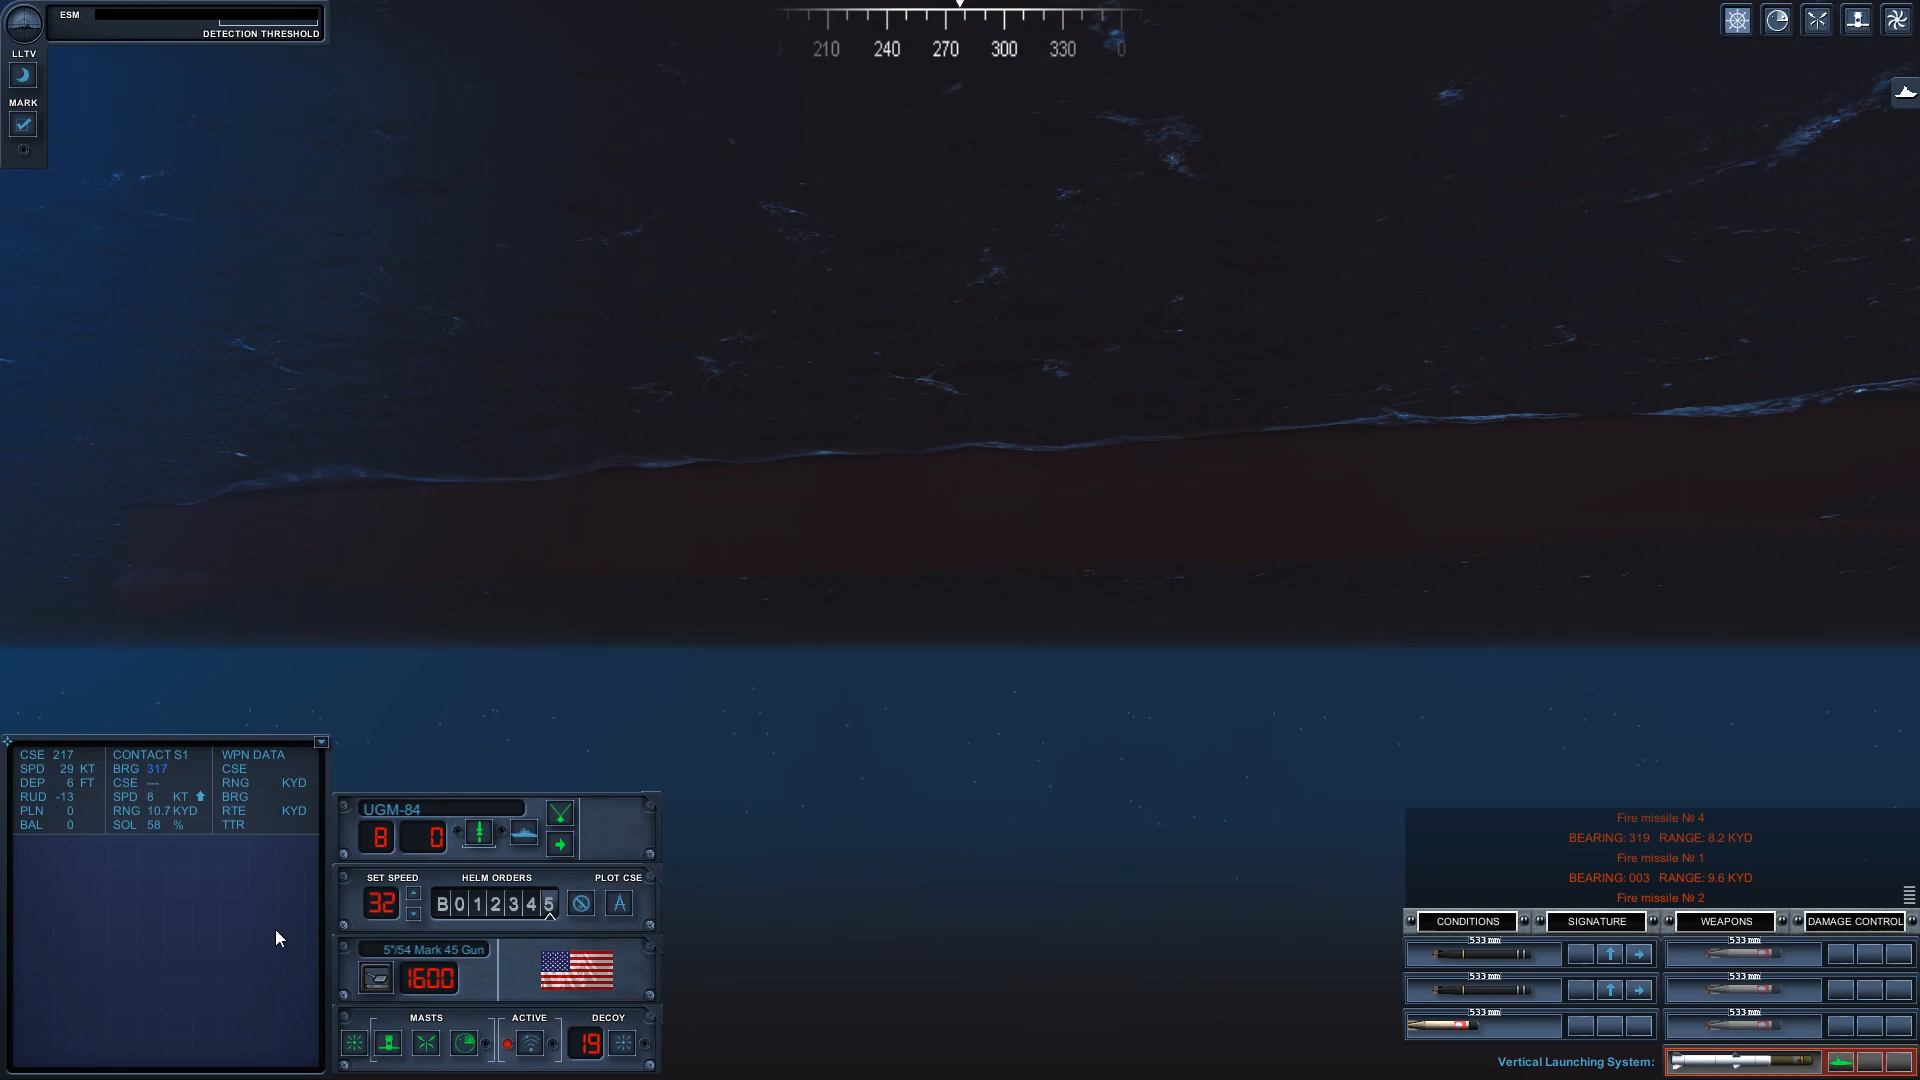 ESM
DETECTION THRESHOLD
LLTV
MARK
210 240 270 300 330 0
CSE 217
SPD 29 KT
DEP 6 FT
RUD -13
PLN 0
BAL 0
CONTACT S1
BRG 317
CSE ---
SPD 8 KT
RNG 10.7 KYD
SOL 58 %
WPN DATA
CSE
RNG KYD
BRG
RTE KYD
TTR
UGM-84
8 0
SET SPEED HELM ORDERS PLOT CSE
32 B 0 1 2 3 4 5
5"/54 Mark 45 Gun
1600
MASTS ACTIVE DECOY
19
Fire missile № 4
BEARING: 319 RANGE: 8.2 KYD
Fire missile № 1
BEARING: 003 RANGE: 9.6 KYD
Fire missile № 2
CONDITIONS SIGNATURE WEAPONS DAMAGE CONTROL
533 mm 533 mm
533 mm 533 mm
533 mm 533 mm
Vertical Launching System: